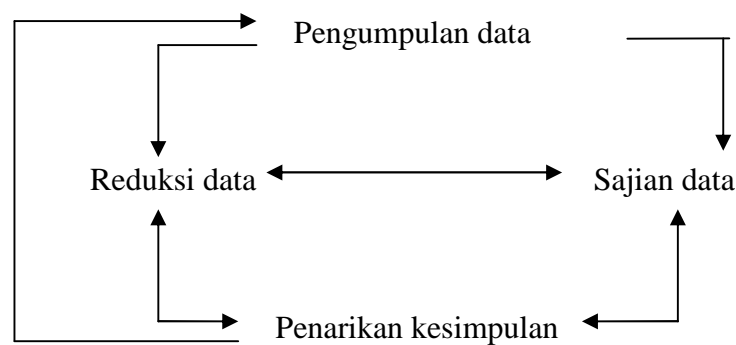 Pengumpulan data
Reduksi data
Sajian data
Penarikan kesimpulan